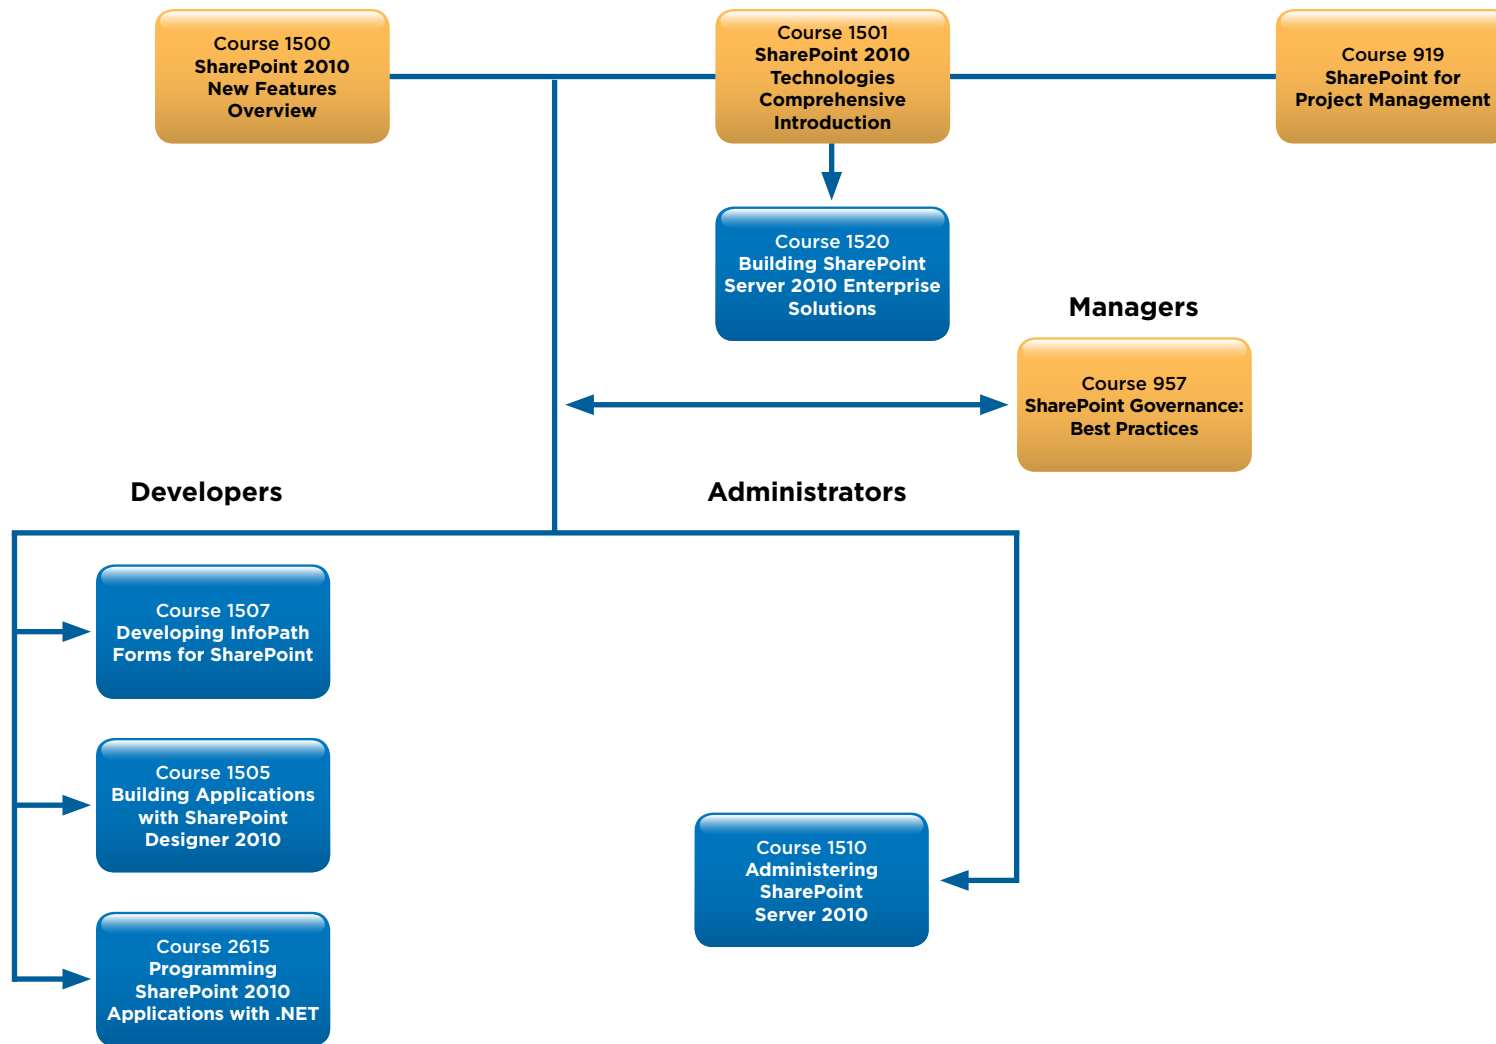 Course 1500
SharePoint 2010
New Features
Overview
Course 1501
SharePoint 2010
Technologies
Comprehensive
Introduction
Course 919
SharePoint for
Project Management
Course 1520
Building SharePoint
Server 2010 Enterprise
Solutions
Managers
Course 957
SharePoint Governance:
Best Practices
Developers
Administrators
Course 1507
Developing InfoPath
Forms for SharePoint
Course 1505
Building Applications
with SharePoint
Designer 2010
Course 1510
Administering
SharePoint
Server 2010
Course 2615
Programming
SharePoint 2010
Applications with .NET